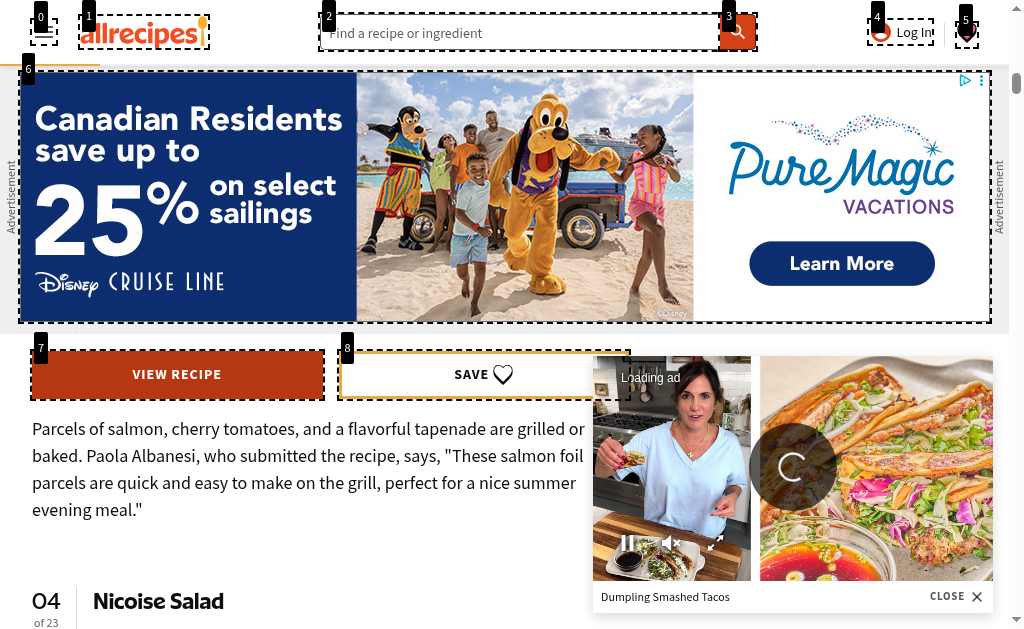 0
1
2
3
4
5
allrecipes
Find a recipe or ingredient
Log In
6
Advertisement
Canadian Residents
save up to
25% on select
sailings
Disney CRUISE LINE
©Disney
Pure Magic
VACATIONS
Learn More
Advertisement
7
VIEW RECIPE
8
SAVE
Parcels of salmon, cherry tomatoes, and a flavorful tapenade are grilled or
baked. Paola Albanesi, who submitted the recipe, says, "These salmon foil
parcels are quick and easy to make on the grill, perfect for a nice summer
evening meal."
Loading ad
Dumpling Smashed Tacos
CLOSE
04
of 23
Nicoise Salad